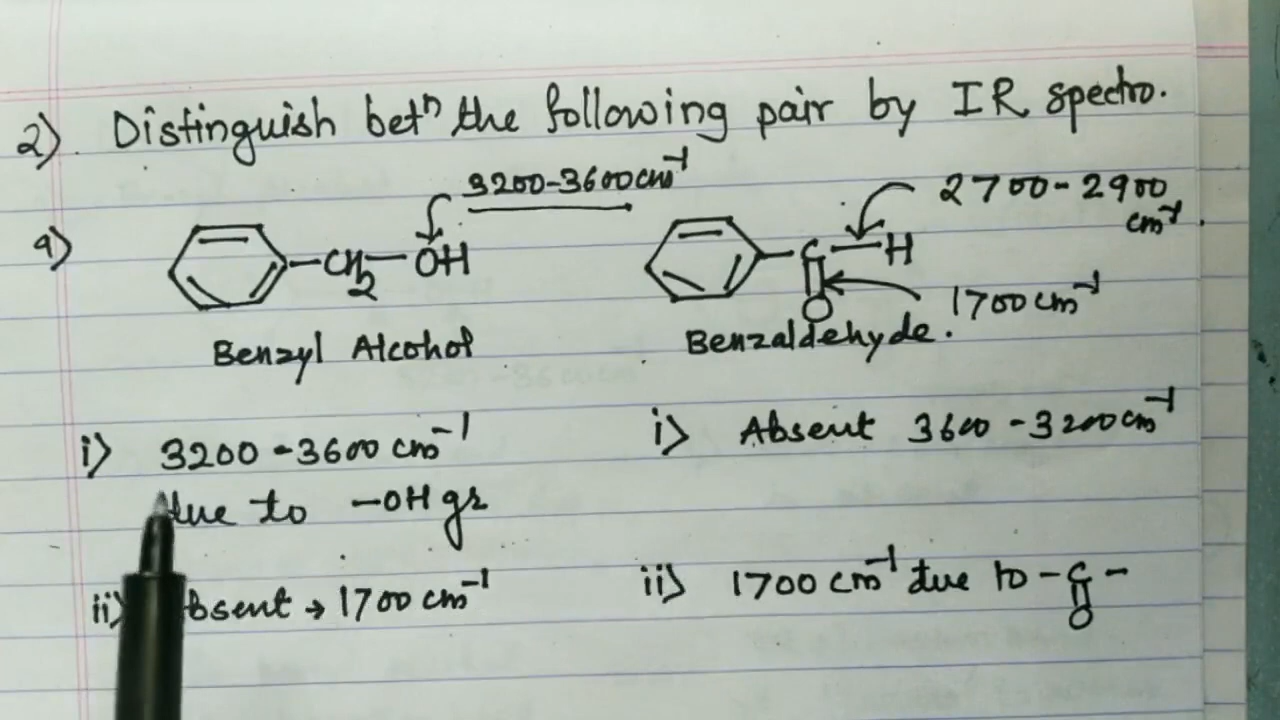 2) Distinguish betⁿ the following pair by IR spectro.
a)
3200-3600 cm⁻¹
CH₂ - OH
Benzyl Alcohol
2700 - 2900 cm⁻¹.
C - H
O
1700 cm⁻¹
Benzaldehyde.
i) 3200 - 3600 cm⁻¹
due to -OH gr
ii) Absent → 1700 cm⁻¹
i) Absent 3600 - 3200 cm⁻¹
ii) 1700 cm⁻¹ due to - C -
O